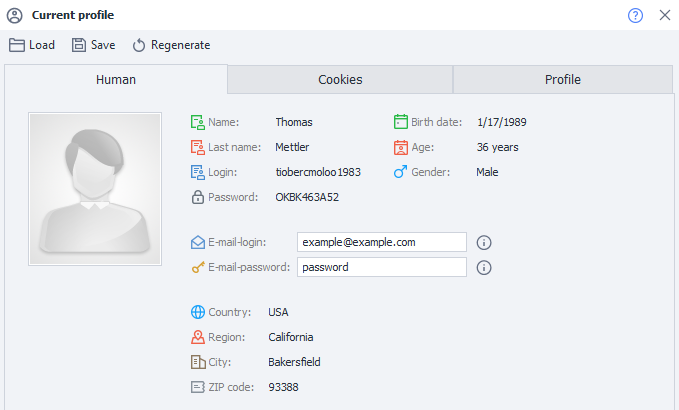 Current profile
Load Save Regenerate
Human Cookies Profile
Name: Thomas Birth date: 1/17/1989
Last name: Mettler Age: 36 years
Login: tiobercmoloo1983 Gender: Male
Password: OKBK463A52
E-mail-login: example@example.com
E-mail-password: password
Country: USA
Region: California
City: Bakersfield
ZIP code: 93388